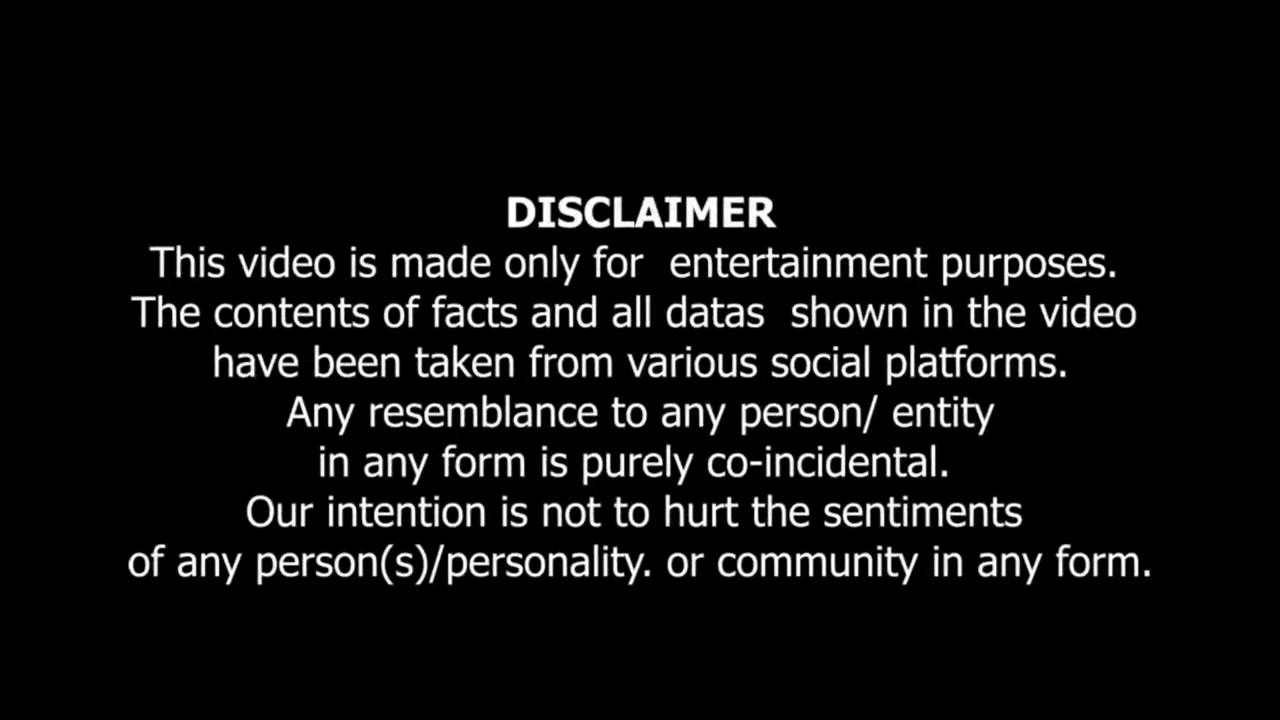 DISCLAIMER
This video is made only for  entertainment purposes.
The contents of facts and all datas  shown in the video
have been taken from various social platforms.
Any resemblance to any person/ entity
in any form is purely co-incidental.
Our intention is not to hurt the sentiments
of any person(s)/personality. or community in any form.